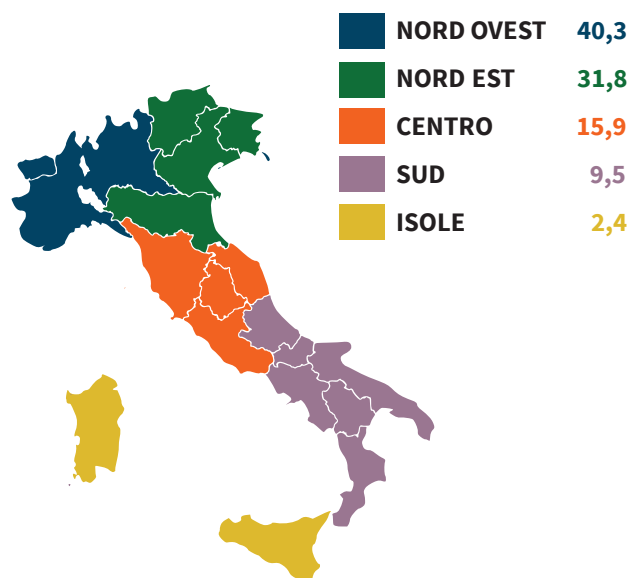 NORD OVEST 40,3
NORD EST 31,8
CENTRO 15,9
SUD 9,5
ISOLE 2,4